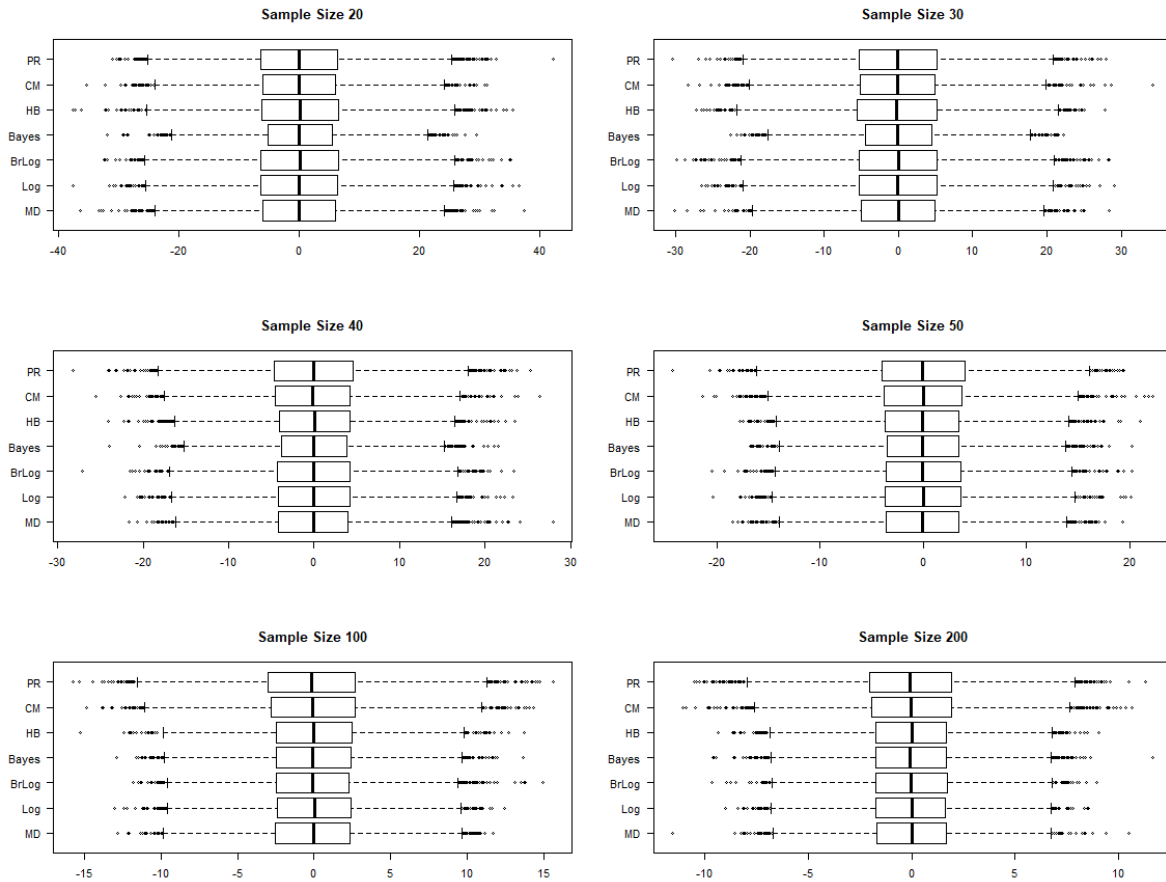 Sample Size 20
PR
CM
HB
Bayes
BrLog
Log
MD
-40 -20 0 20 40
Sample Size 30
PR
CM
HB
Bayes
BrLog
Log
MD
-30 -20 -10 0 10 20 30
Sample Size 40
PR
CM
HB
Bayes
BrLog
Log
MD
-30 -20 -10 0 10 20 30
Sample Size 50
PR
CM
HB
Bayes
BrLog
Log
MD
-20 -10 0 10 20
Sample Size 100
PR
CM
HB
Bayes
BrLog
Log
MD
-15 -10 -5 0 5 10 15
Sample Size 200
PR
CM
HB
Bayes
BrLog
Log
MD
-10 -5 0 5 10